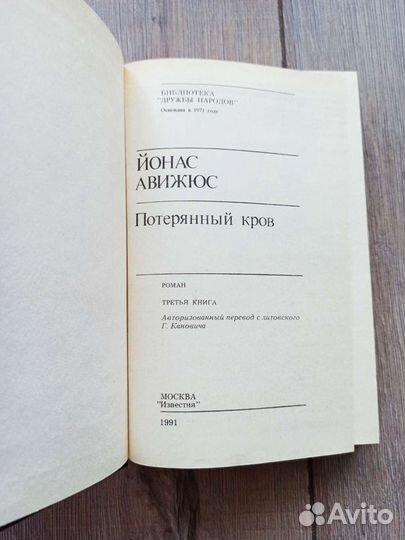 БИБЛИОТЕКА
"ДРУЖБЫ НАРОДОВ"
Основана в 1971 году
ЙОНАС
АВИЖЮС
Потерянный кров
РОМАН
ТРЕТЬЯ КНИГА
Авторизованный перевод с литовского
Г. Кановича
МОСКВА
"Известия"
1991
Avito